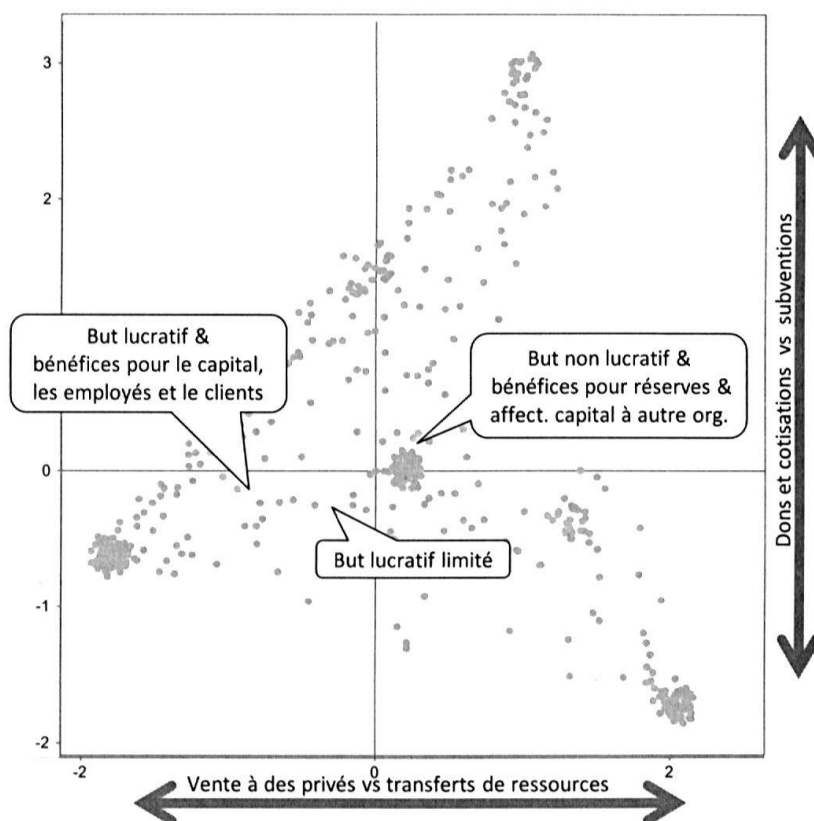 3
2
But lucratif &
bénéfices pour le capital,
les employés et le clients
But non lucratif &
bénéfices pour réserves &
affect. capital à autre org.
0
But lucratif limité
-1
-2
-2
0
2
Vente à des privés vs transferts de ressources
Dons et cotisations vs subventions